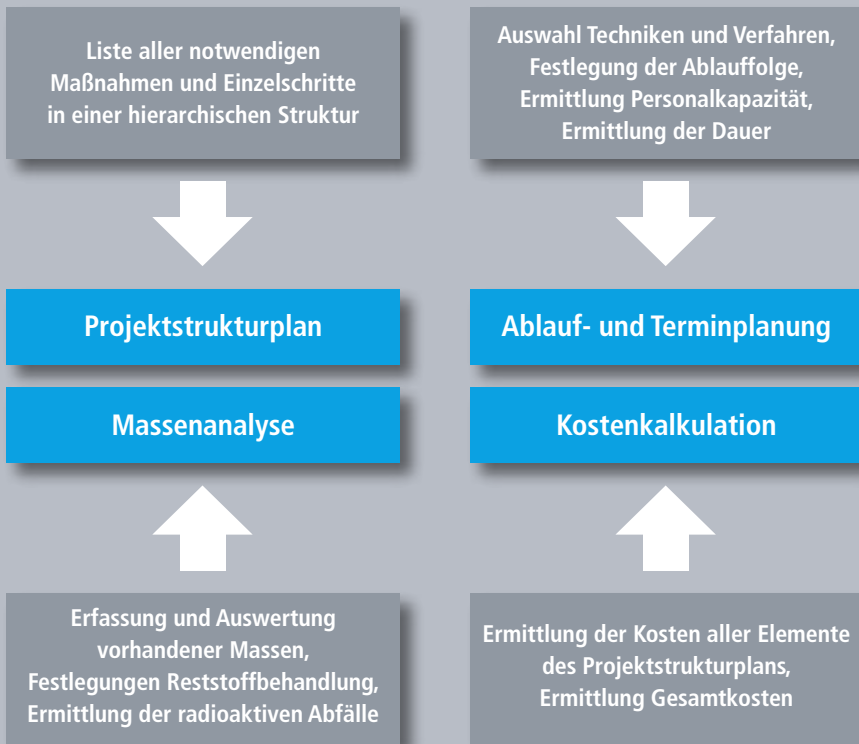 Liste aller notwendigen
Maßnahmen und Einzelschritte
in einer hierarchischen Struktur
Auswahl Techniken und Verfahren,
Festlegung der Ablauffolge,
Ermittlung Personalkapazität,
Ermittlung der Dauer
Projektstrukturplan
Ablauf- und Terminplanung
Massenanalyse
Kostenkalkulation
Erfassung und Auswertung
vorhandener Massen,
Festlegungen Reststoffbehandlung,
Ermittlung der radioaktiven Abfälle
Ermittlung der Kosten aller Elemente
des Projektstrukturplans,
Ermittlung Gesamtkosten